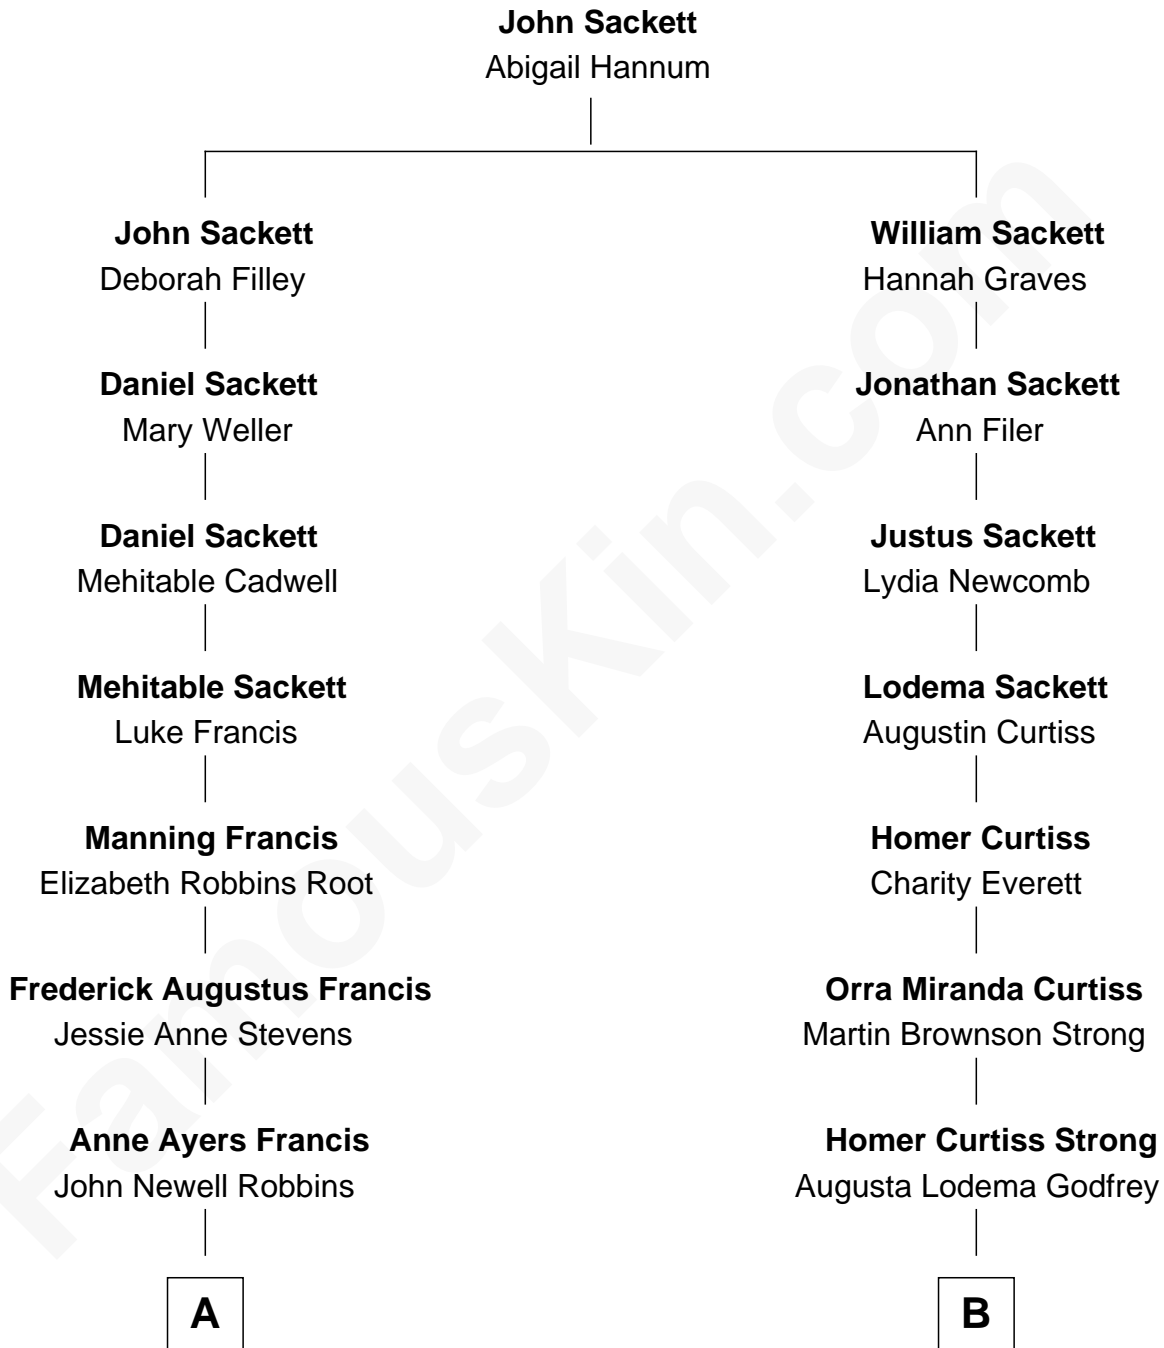 John Sackett
Abigail Hannum
John Sackett
Deborah Filley
William Sackett
Hannah Graves
Daniel Sackett
Mary Weller
Jonathan Sackett
Ann Filer
Daniel Sackett
Mehitable Cadwell
Justus Sackett
Lydia Newcomb
Mehitable Sackett
Luke Francis
Lodema Sackett
Augustin Curtiss
Manning Francis
Elizabeth Robbins Root
Homer Curtiss
Charity Everett
Frederick Augustus Francis
Jessie Anne Stevens
Orra Miranda Curtiss
Martin Brownson Strong
Anne Ayers Francis
John Newell Robbins
Homer Curtiss Strong
Augusta Lodema Godfrey
A
B
FamousKin.com